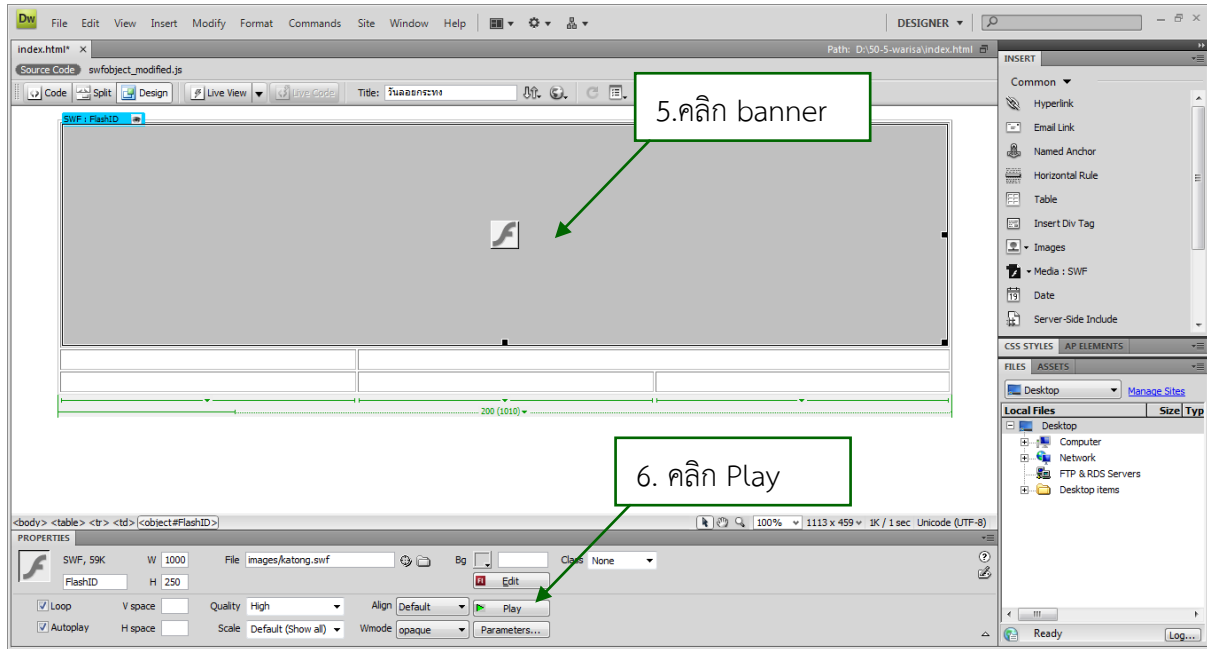 Dw File Edit View Insert Modify Format Commands Site Window Help DESIGNER
index.html* × Path: D:\50-5-warisa\index.html
Source Code swfobject_modified.js
Code Split Design Live View Live Code Title: วันลอยกระทง
SWF : FlashID
5.คลิก banner
200 (1010)
6. คลิก Play
<body> <table> <tr> <td> <object#FlashID> 100% 1113 x 459 1K / 1 sec Unicode (UTF-8)
PROPERTIES
SWF, 59K W 1000 File images/katong.swf Bg Class None
FlashID H 250 Edit
Loop V space Quality High Align Default Play
Autoplay H space Scale Default (Show all) Wmode opaque Parameters...
INSERT
Common
Hyperlink
Email Link
Named Anchor
Horizontal Rule
Table
Insert Div Tag
Images
Media : SWF
19 Date
Server-Side Include
CSS STYLES AP ELEMENTS
FILES ASSETS
Desktop Manage Sites
Local Files Size Typ
Desktop
Computer
Network
FTP & RDS Servers
Desktop items
Ready Log...